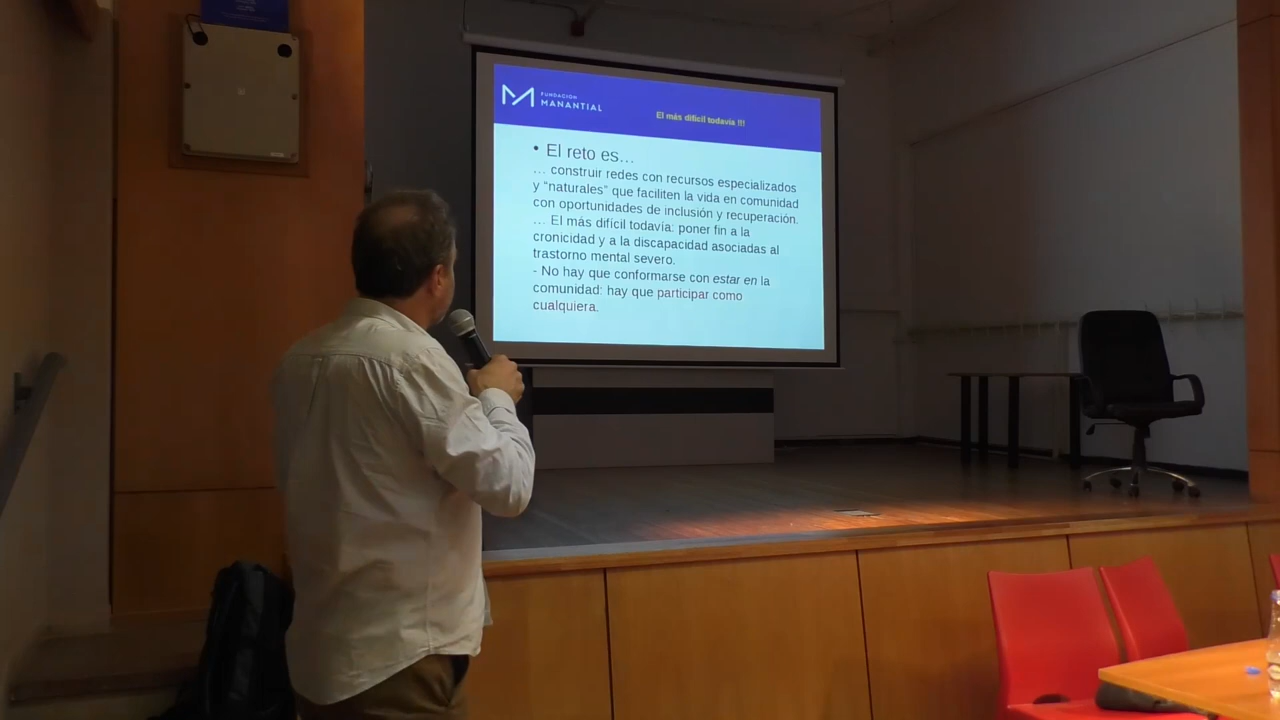 FUNDACIÓN
MANANTIAL
El más difícil todavía !!!
• El reto es...
... construir redes con recursos especializados
y "naturales" que faciliten la vida en comunidad
con oportunidades de inclusión y recuperación.
... El más difícil todavía: poner fin a la
cronicidad y a la discapacidad asociadas al
trastorno mental severo.
- No hay que conformarse con estar en la
comunidad: hay que participar como
cualquiera.